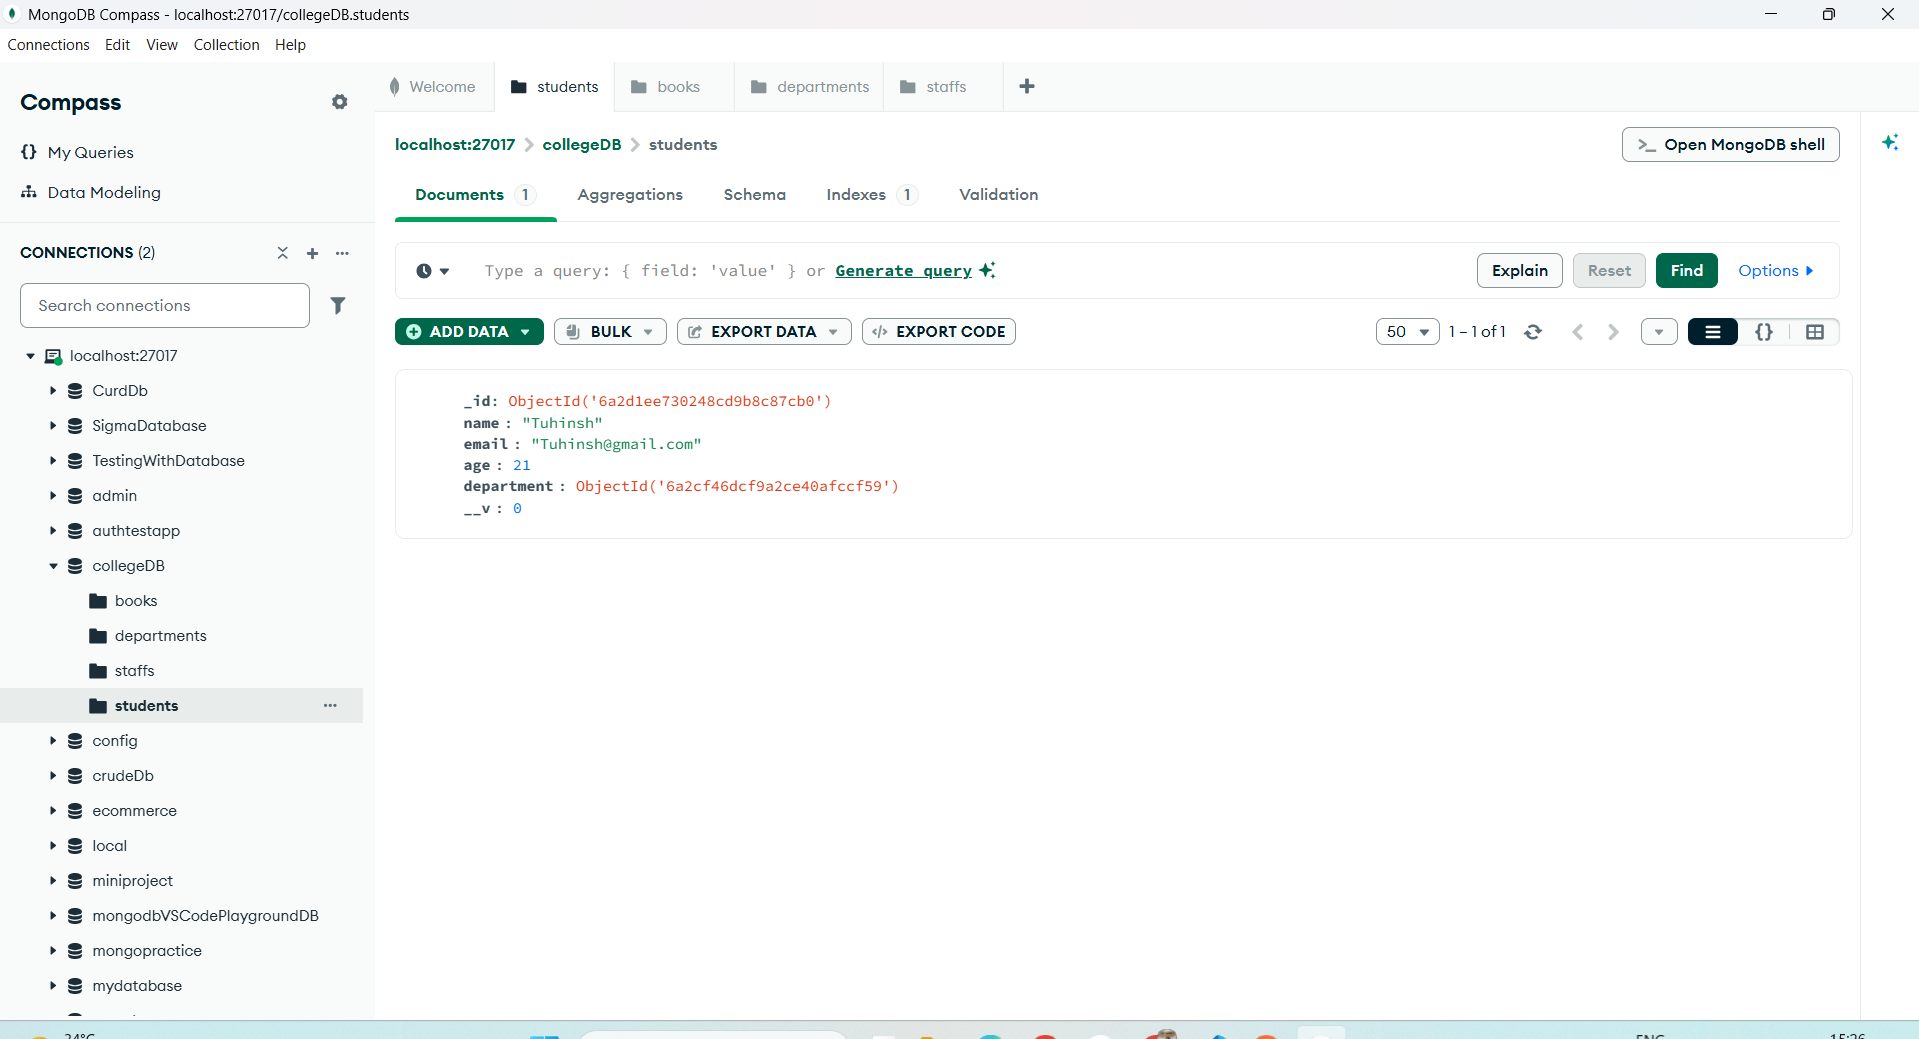 MongoDB Compass - localhost:27017/collegeDB.students
Connections Edit View Collection Help
Compass
My Queries
Data Modeling
CONNECTIONS (2)
Search connections
localhost:27017
CurdDb
SigmaDatabase
TestingWithDatabase
admin
authtestapp
collegeDB
books
departments
staffs
students
config
crudeDb
ecommerce
local
miniproject
mongodbVSCodePlaygroundDB
mongopractice
mydatabase
Welcome students books departments staffs
localhost:27017 > collegeDB > students
>_ Open MongoDB shell
Documents 1 Aggregations Schema Indexes 1 Validation
Type a query: { field: 'value' } or Generate query
Explain Reset Find Options
ADD DATA BULK EXPORT DATA </> EXPORT CODE
50 1 – 1 of 1 {}
_id: ObjectId('6a2d1ee730248cd9b8c87cb0')
name : "Tuhinsh"
email : "Tuhinsh@gmail.com"
age : 21
department : ObjectId('6a2cf46dcf9a2ce40afccf59')
__v : 0